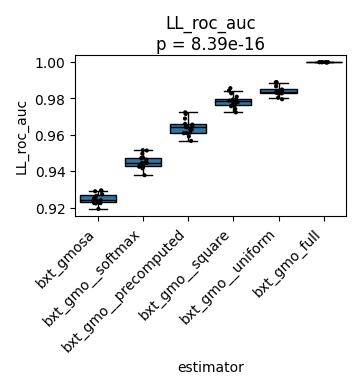 LL_roc_auc
p = 8.39e-16
LL_roc_auc
1.00
0.98
0.96
0.94
0.92
bxt_gmosa
bxt_gmo__softmax
bxt_gmo__precomputed
bxt_gmo__square
bxt_gmo__uniform
bxt_gmo_full
estimator